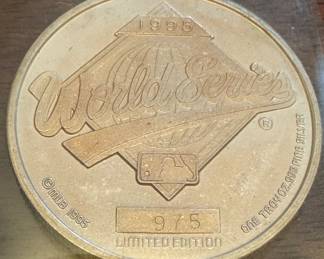 1995
World Series
®
© MLB 1995
ONE TROY OZ .999 FINE SILVER
975
LIMITED EDITION